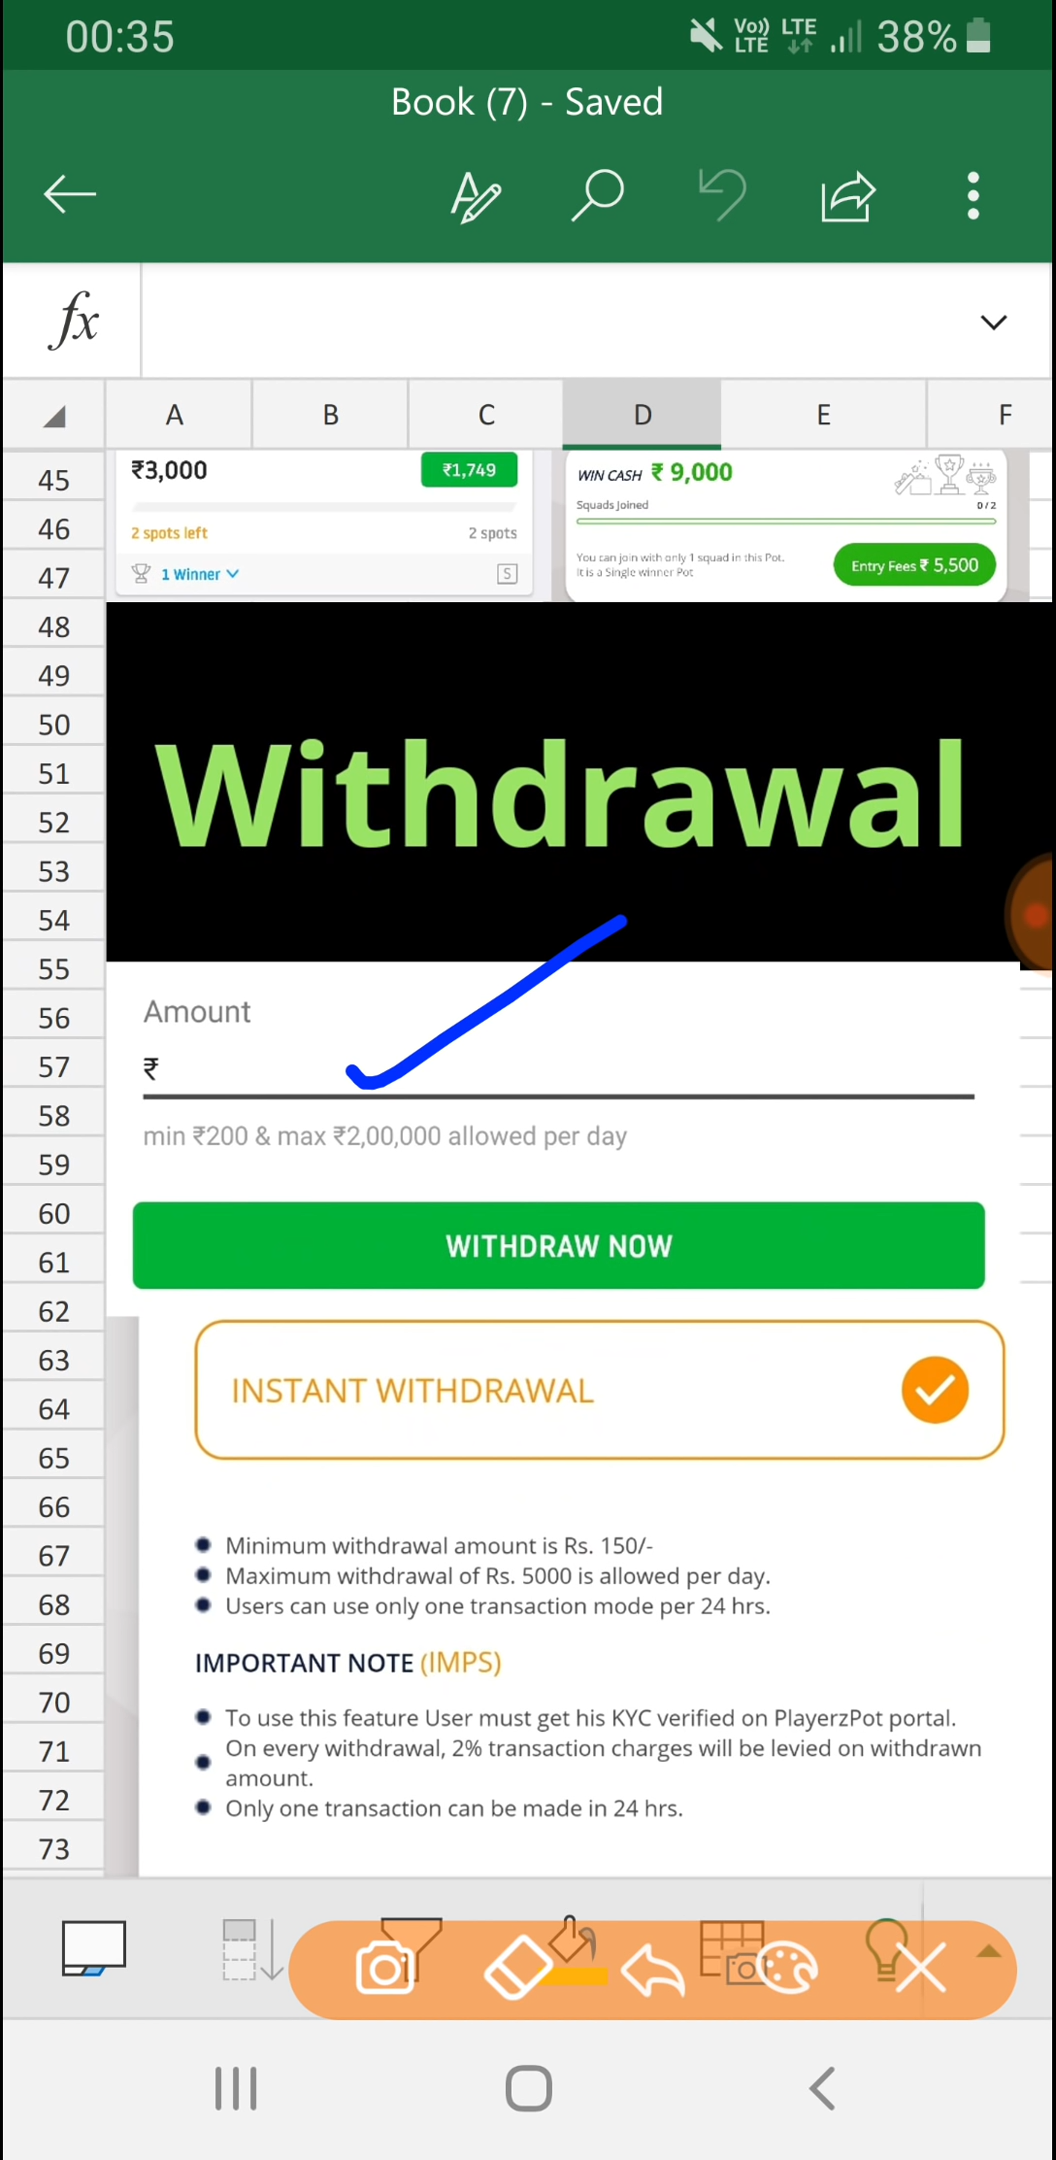 00:35
Vo)) LTE LTE 38%
Book (7) - Saved
fx
A B C D E F
45
46
47
48
49
50
51
52
53
54
55
56
57
58
59
60
61
62
63
64
65
66
67
68
69
70
71
72
73
₹3,000 ₹1,749
2 spots left 2 spots
1 Winner S
WIN CASH ₹ 9,000
Squads Joined 0/2
You can join with only 1 squad in this Pot.
It is a Single winner Pot
Entry Fees ₹ 5,500
Withdrawal
Amount
₹
min ₹200 & max ₹2,00,000 allowed per day
WITHDRAW NOW
INSTANT WITHDRAWAL
Minimum withdrawal amount is Rs. 150/-
Maximum withdrawal of Rs. 5000 is allowed per day.
Users can use only one transaction mode per 24 hrs.
IMPORTANT NOTE (IMPS)
To use this feature User must get his KYC verified on PlayerzPot portal.
On every withdrawal, 2% transaction charges will be levied on withdrawn
amount.
Only one transaction can be made in 24 hrs.